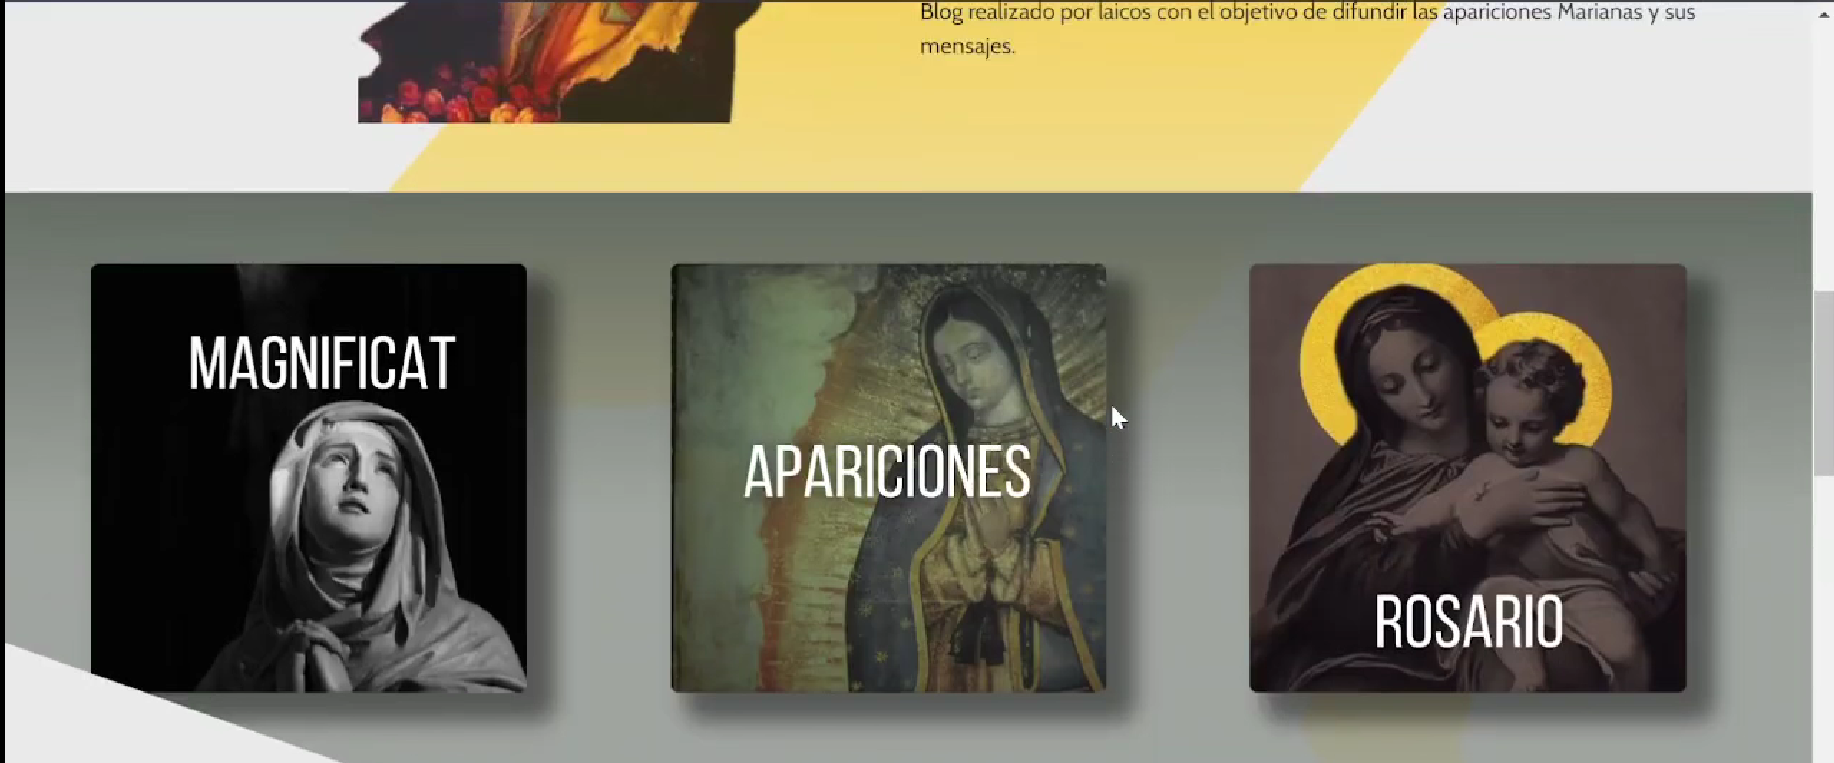 Blog realizado por laicos con el objetivo de difundir las apariciones Marianas y sus
mensajes.
MAGNIFICAT
APARICIONES
ROSARIO